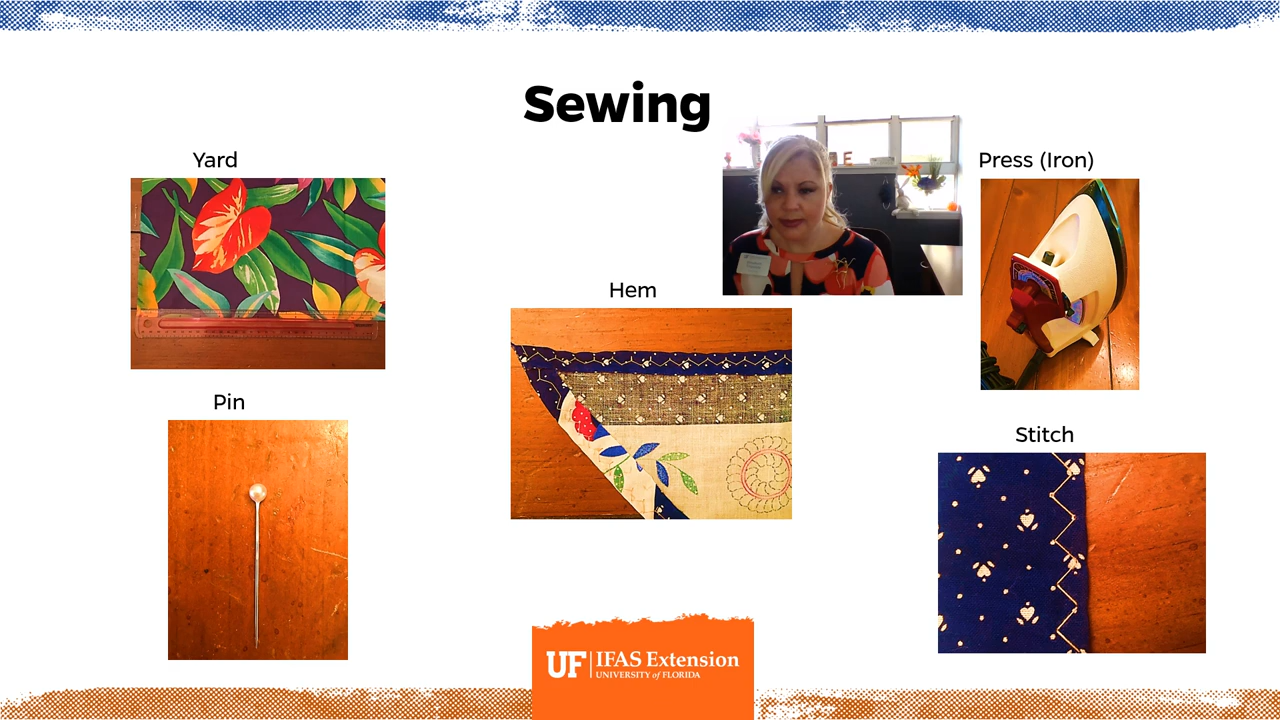 Sewing
Yard
Press (Iron)
Hem
Pin
Stitch
UF IFAS Extension
UNIVERSITY of FLORIDA